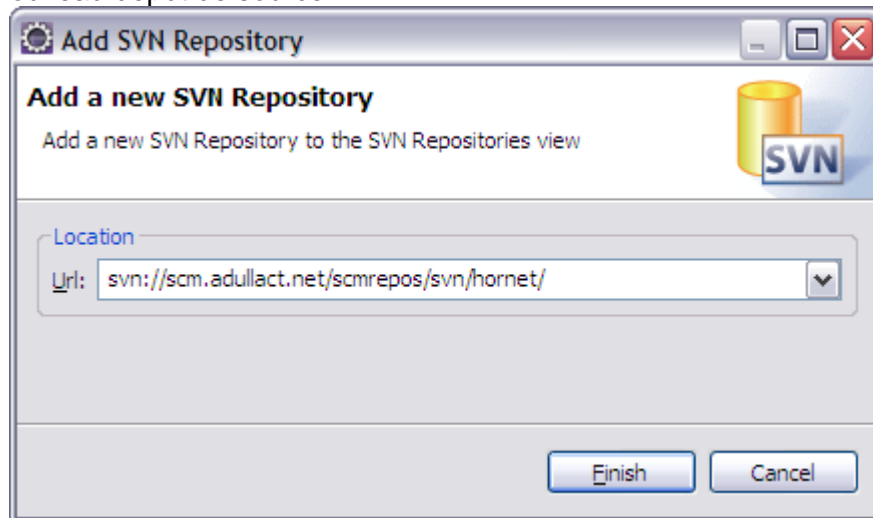 Add SVN Repository
Add a new SVN Repository
Add a new SVN Repository to the SVN Repositories view
SVN
Location
Url: svn://scm.adullact.net/scmrepos/svn/hornet/
Finish Cancel